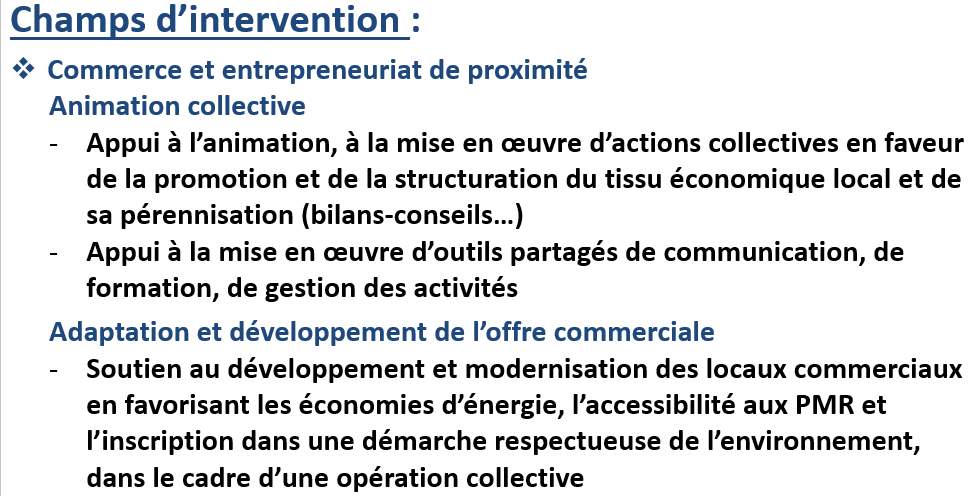 Champs d’intervention :
❖ Commerce et entrepreneuriat de proximité
Animation collective
- Appui à l’animation, à la mise en œuvre d’actions collectives en faveur
de la promotion et de la structuration du tissu économique local et de
sa pérennisation (bilans-conseils…)
- Appui à la mise en œuvre d’outils partagés de communication, de
formation, de gestion des activités
Adaptation et développement de l’offre commerciale
- Soutien au développement et modernisation des locaux commerciaux
en favorisant les économies d’énergie, l’accessibilité aux PMR et
l’inscription dans une démarche respectueuse de l’environnement,
dans le cadre d’une opération collective